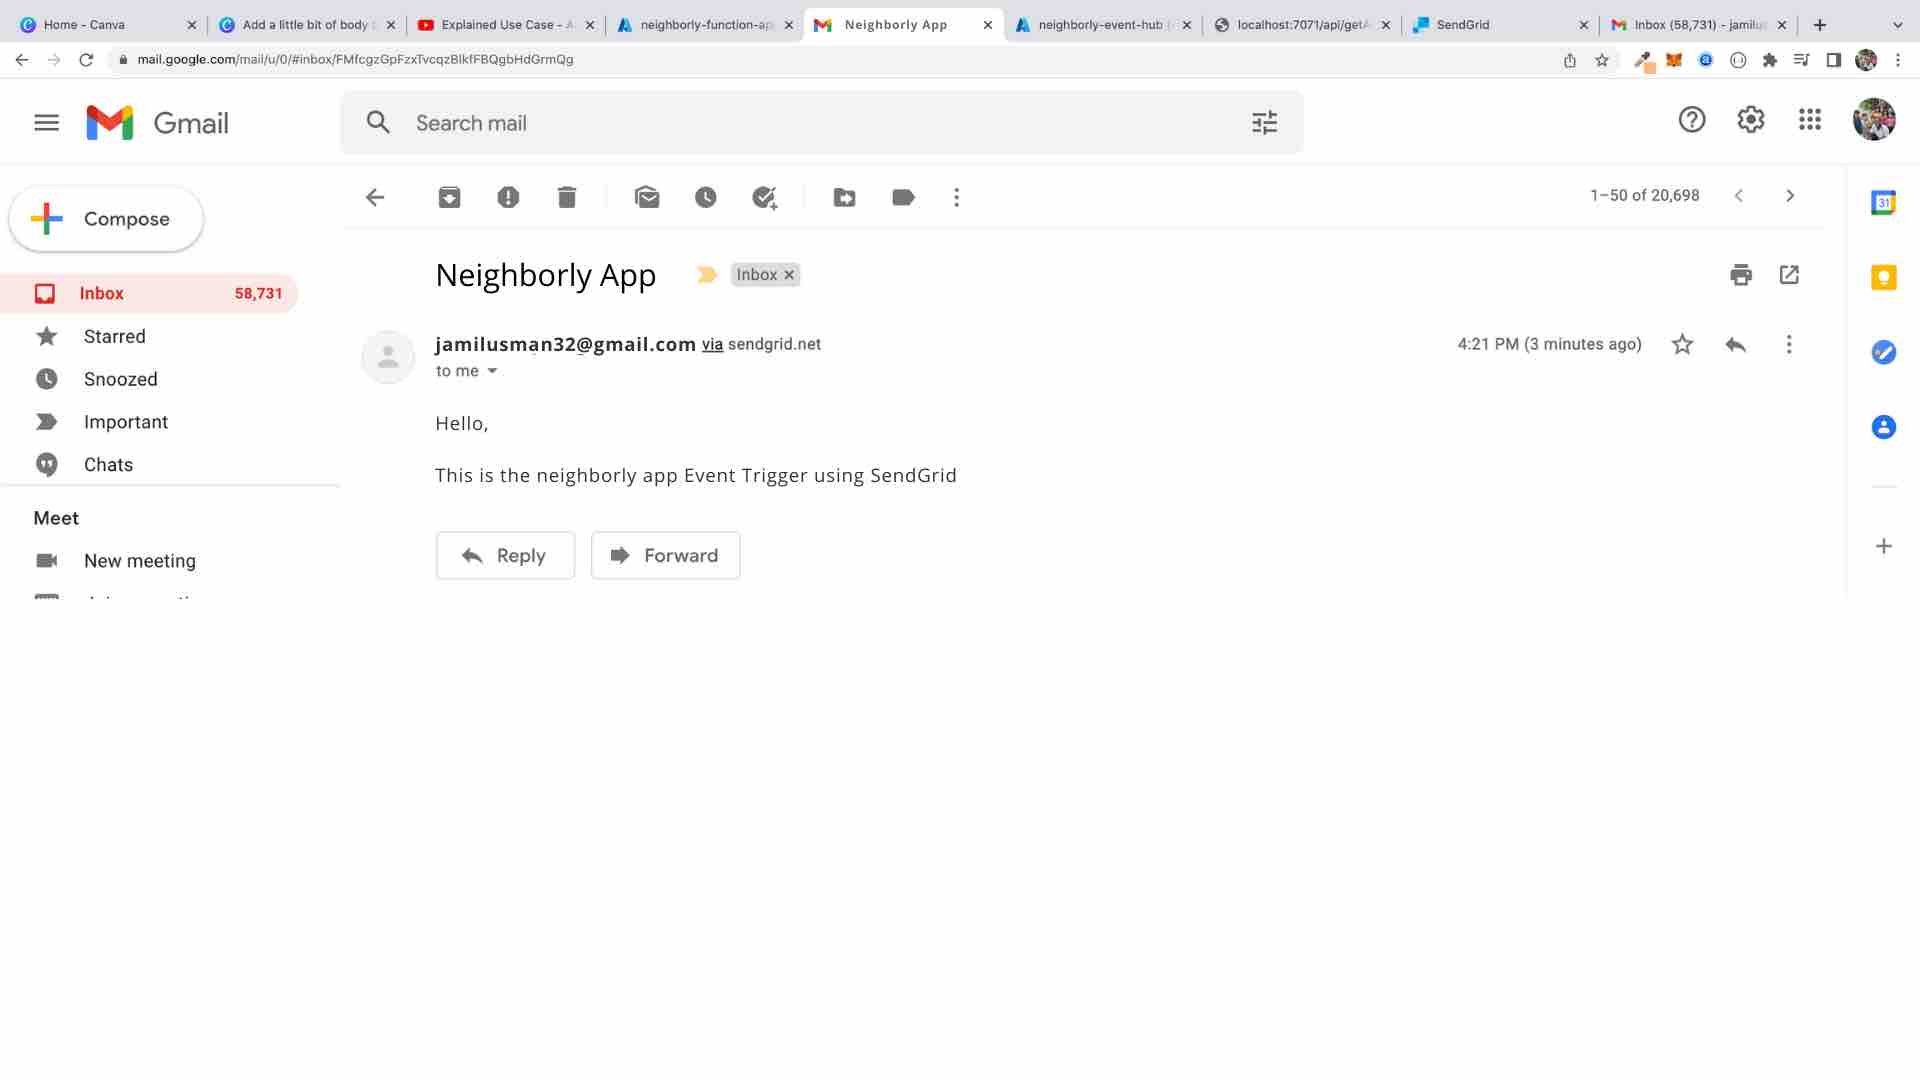 Home - Canva
Add a little bit of body
Explained Use Case - A
neighborly-function-app
Neighborly App
neighborly-event-hub
localhost:7071/api/getA
SendGrid
Inbox (58,731) - jamilus
mail.google.com/mail/u/0/#inbox/FMfcgzGpFzxTvcqzBlkfFBQgbHdGrmQg
Gmail
Search mail
Compose
1–50 of 20,698
31
Neighborly App
Inbox
Inbox 58,731
jamilusman32@gmail.com via sendgrid.net
4:21 PM (3 minutes ago)
to me
Starred
Snoozed
Important
Chats
Hello,
This is the neighborly app Event Trigger using SendGrid
Meet
New meeting
Reply
Forward